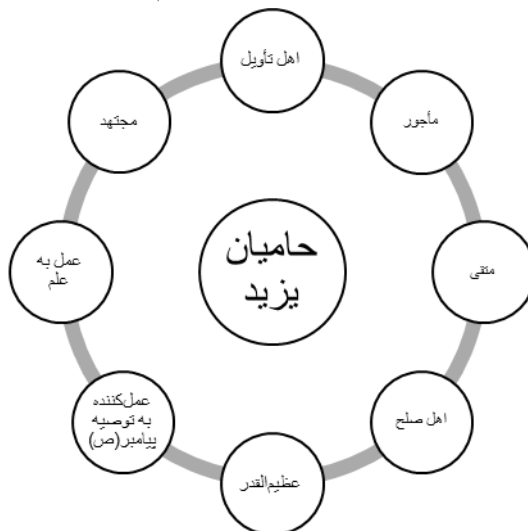 اهل تأویل
مأجور
متقی
اهل صلح
عظیم‌القدر
عمل‌کننده
به توصیه
پیامبر(ص)
عمل به
علم
مجتهد
حامیان
یزید